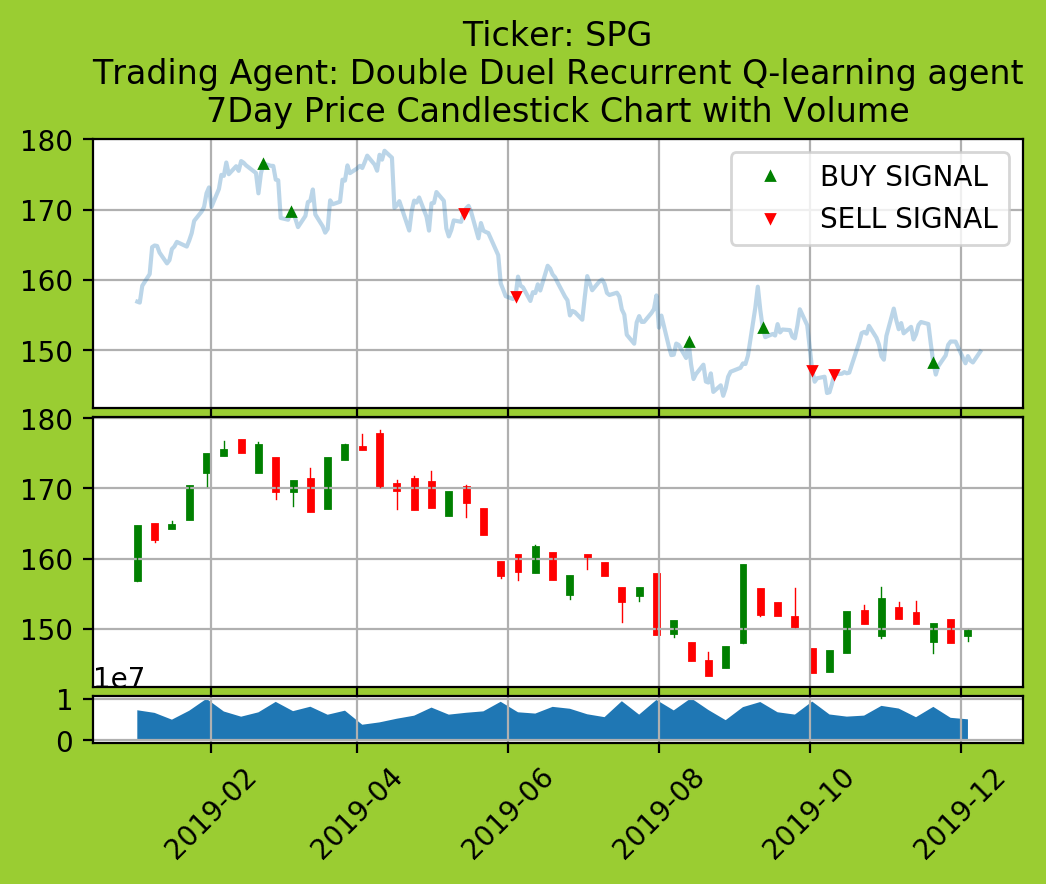 Ticker: SPG
Trading Agent: Double Duel Recurrent Q-learning agent
7Day Price Candlestick Chart with Volume
180
170
160
150
BUY SIGNAL
SELL SIGNAL
180
170
160
150
1e7
1
0
2019-02
2019-04
2019-06
2019-08
2019-10
2019-12